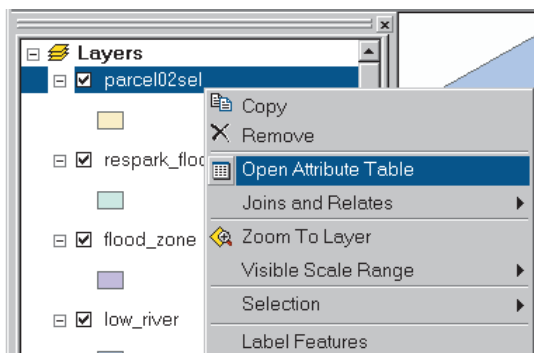 Layers
parcel02sel
Copy
Remove
respark_floo
Open Attribute Table
Joins and Relates
flood_zone
Zoom To Layer
Visible Scale Range
Selection
low_river
Label Features